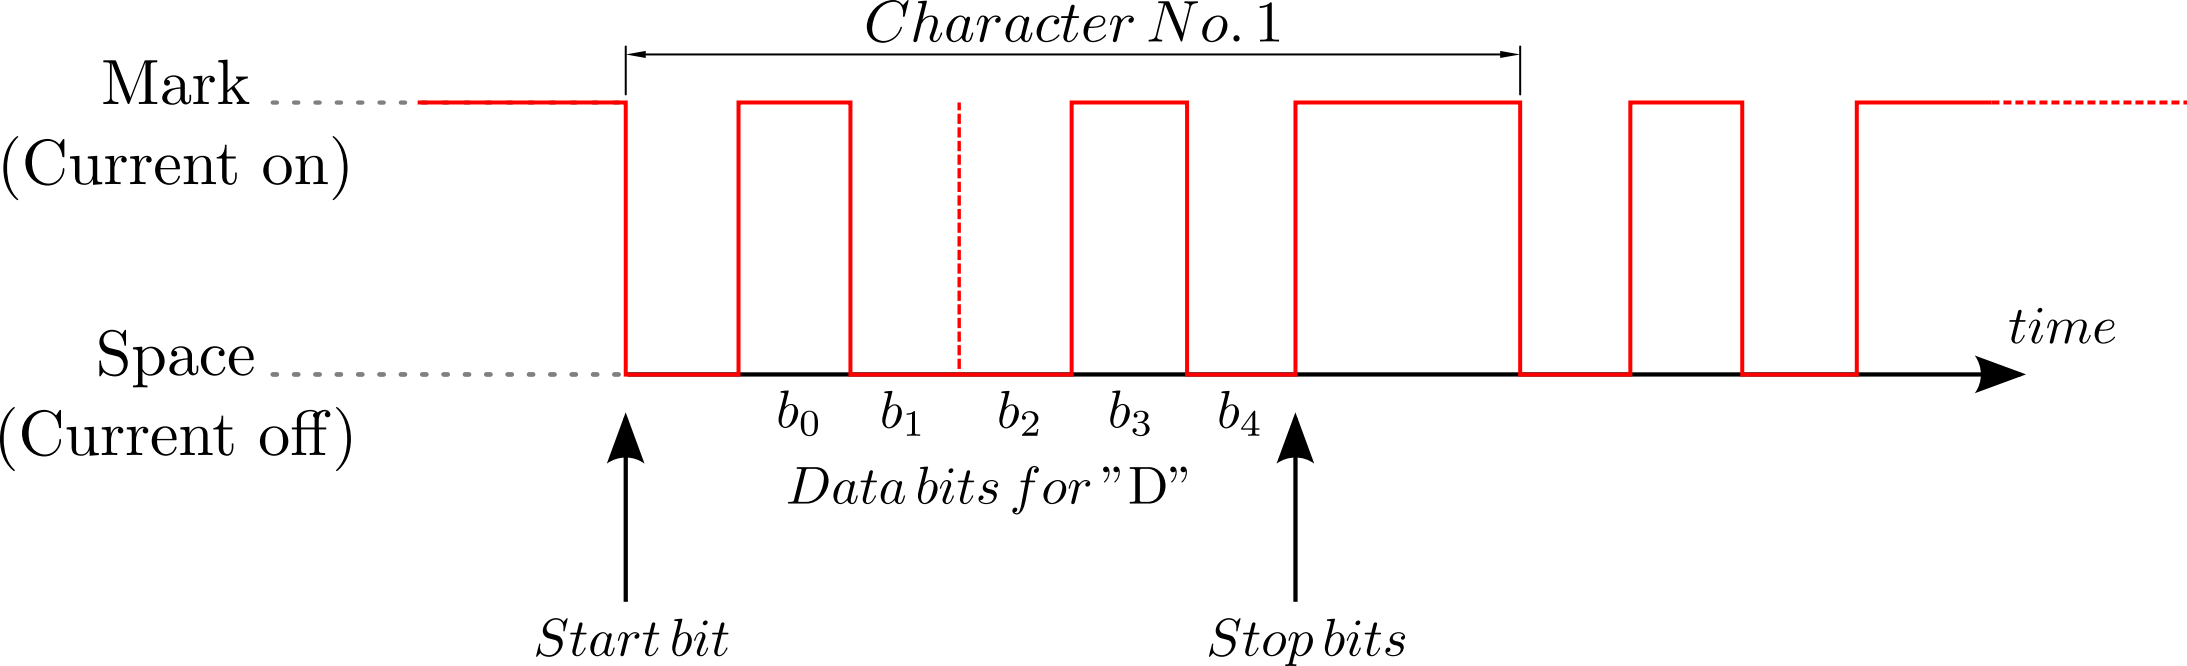 Character No. 1
Mark
(Current on)
time
Space
(Current off)
b0 b1 b2 b3 b4
Data bits for ”D”
Start bit
Stop bits